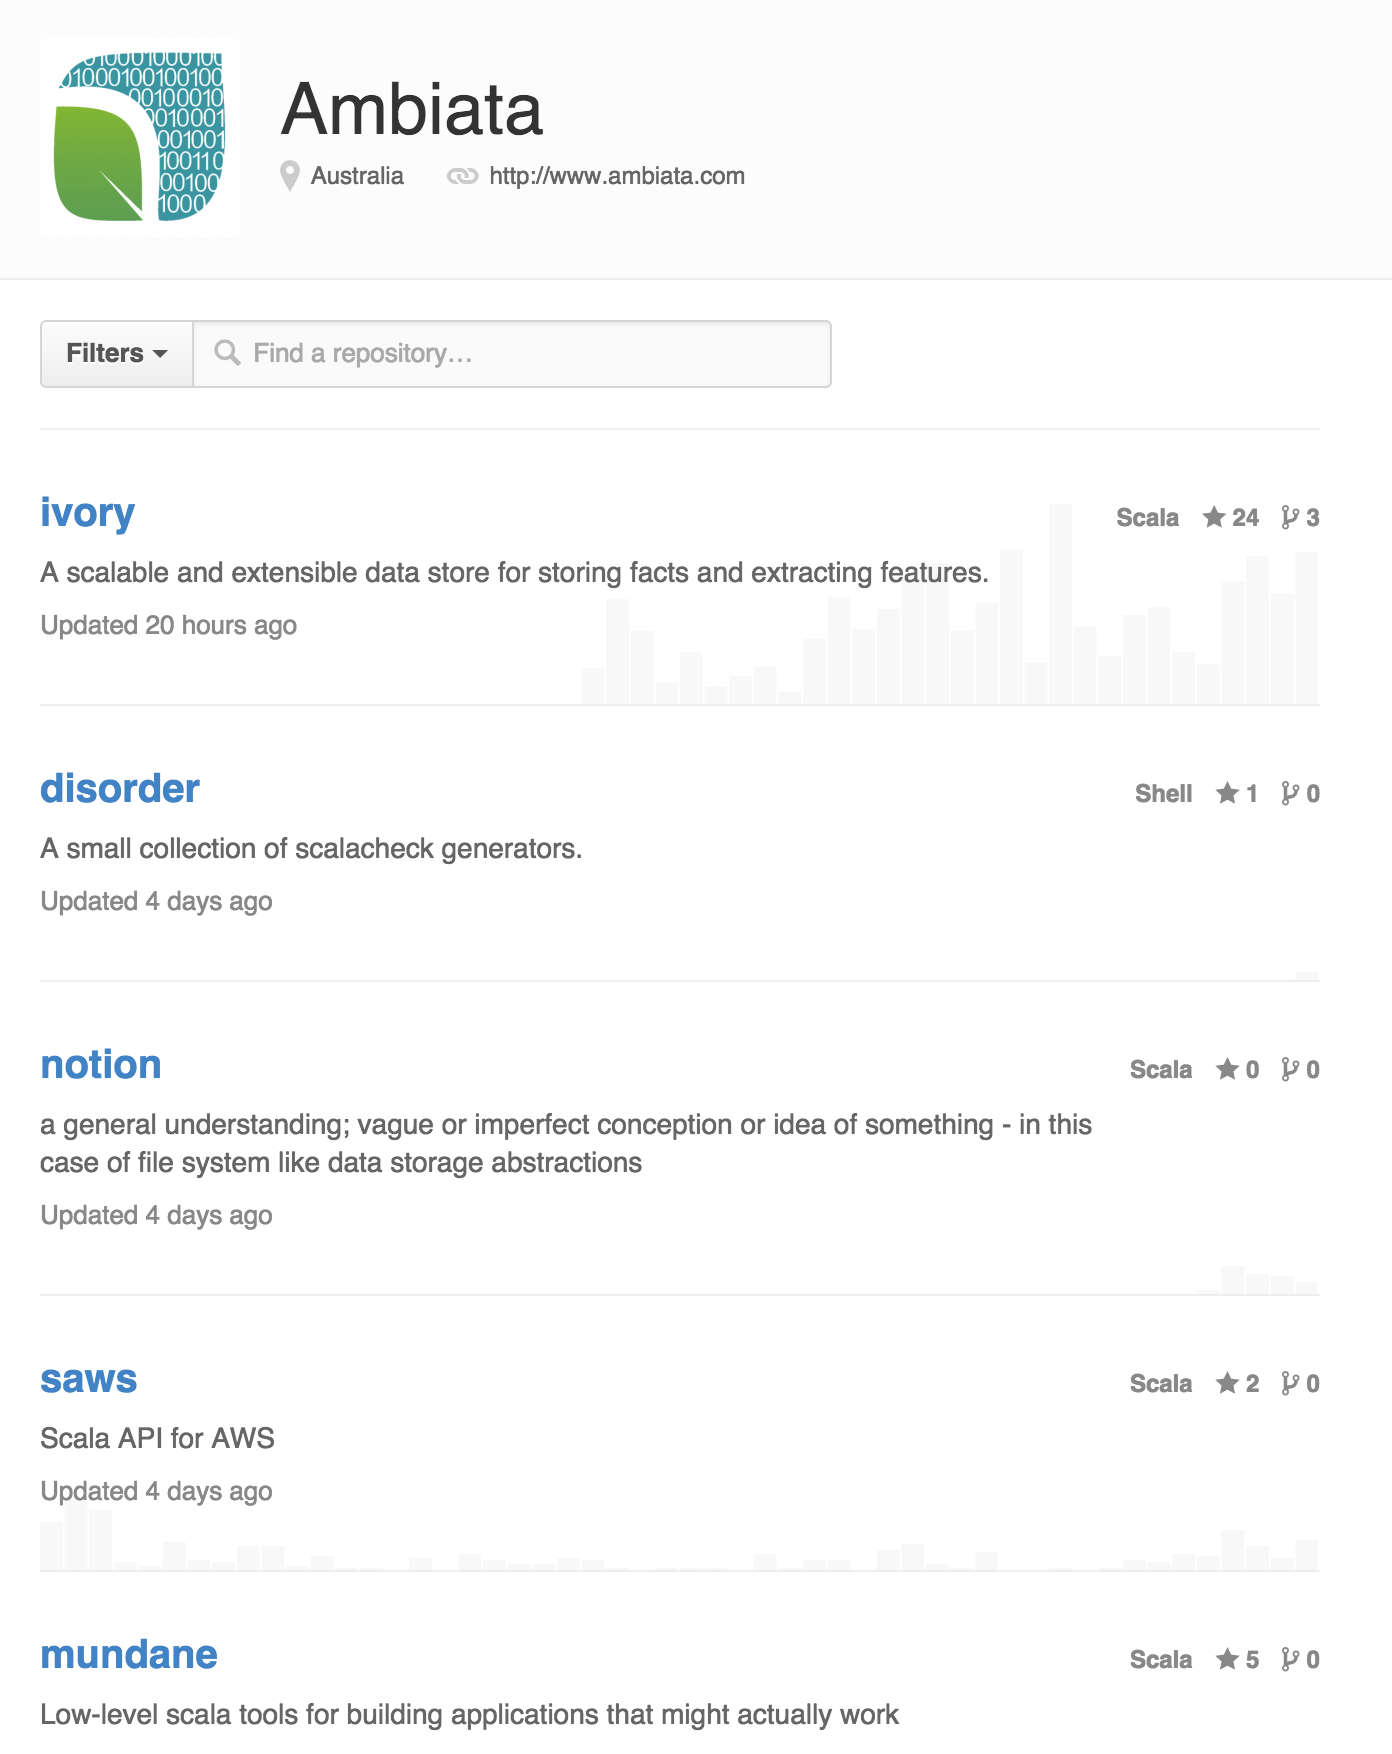 Ambiata
Australia http://www.ambiata.com
Filters Find a repository…
ivory Scala 24 3
A scalable and extensible data store for storing facts and extracting features.
Updated 20 hours ago
disorder Shell 1 0
A small collection of scalacheck generators.
Updated 4 days ago
notion Scala 0 0
a general understanding; vague or imperfect conception or idea of something - in this
case of file system like data storage abstractions
Updated 4 days ago
saws Scala 2 0
Scala API for AWS
Updated 4 days ago
mundane Scala 5 0
Low-level scala tools for building applications that might actually work